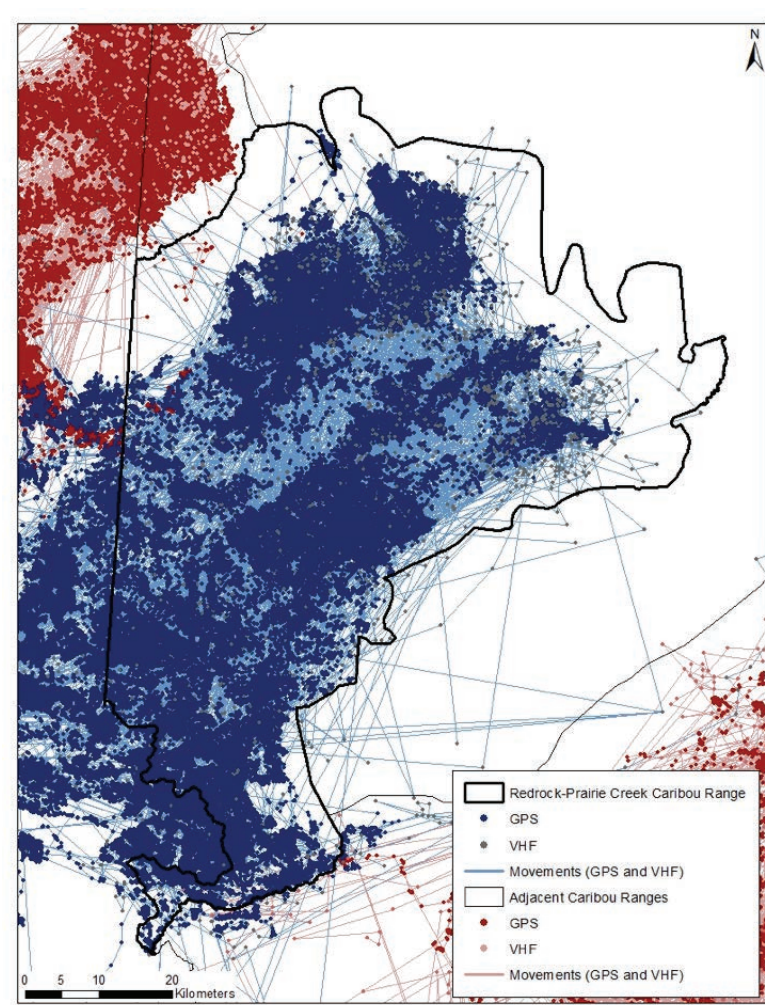 N
Redrock-Prairie Creek Caribou Range
GPS
VHF
Movements (GPS and VHF)
Adjacent Caribou Ranges
GPS
VHF
Movements (GPS and VHF)
0 5 10 20
Kilometers